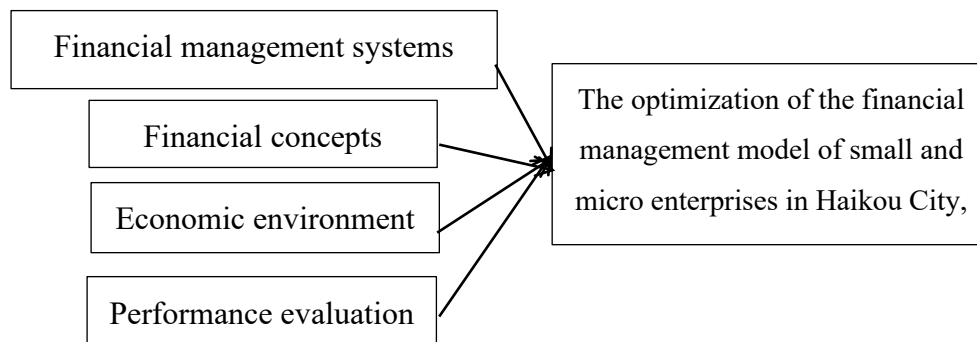 Financial management systems
Financial concepts
Economic environment
Performance evaluation
The optimization of the financial
management model of small and
micro enterprises in Haikou City,